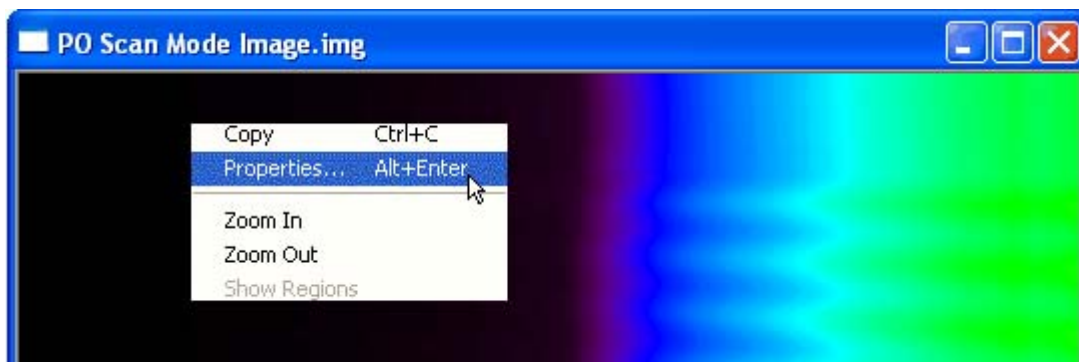 PO Scan Mode Image.img
Copy Ctrl+C
Properties... Alt+Enter
Zoom In
Zoom Out
Show Regions